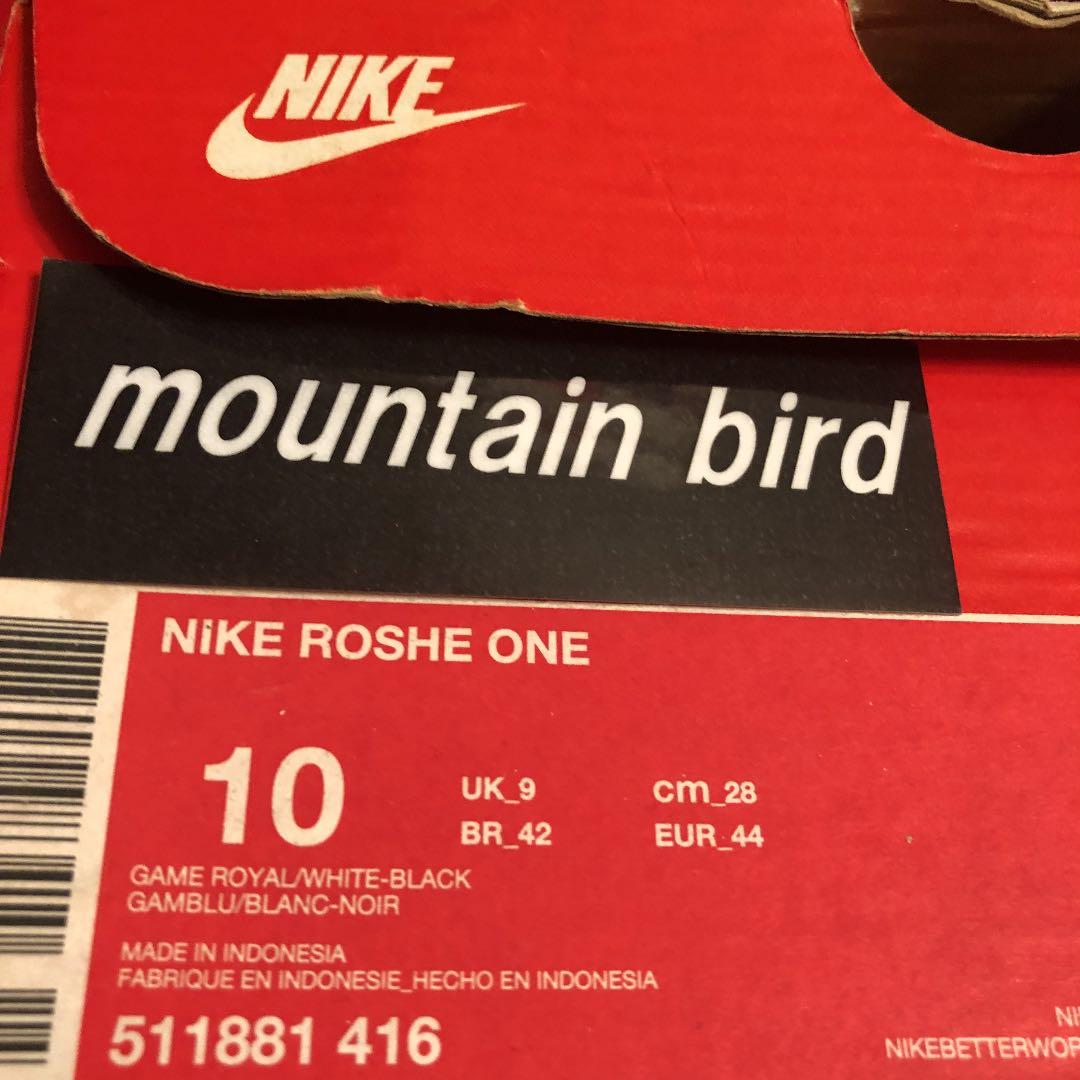 NIKE
mountain bird
NiKE ROSHE ONE
10
UK_9 cm_28
BR_42 EUR_44
GAME ROYAL/WHITE-BLACK
GAMBLU/BLANC-NOIR
MADE IN INDONESIA
FABRIQUE EN INDONESIE_HECHO EN INDONESIA
511881 416